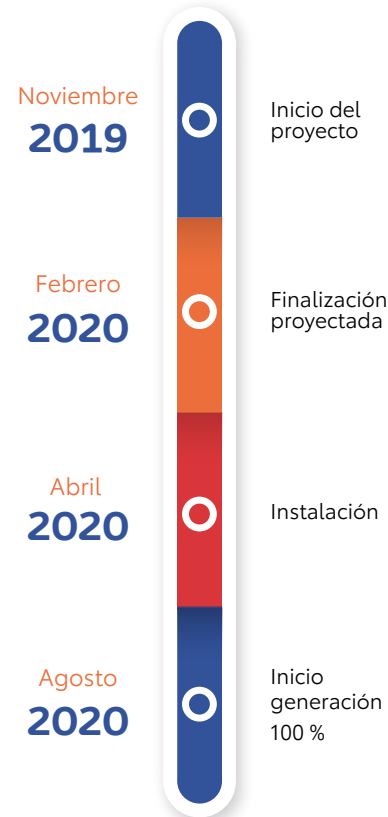 Noviembre
2019
Inicio del
proyecto
Febrero
2020
Finalización
proyectada
Abril
2020
Instalación
Agosto
2020
Inicio
generación
100 %